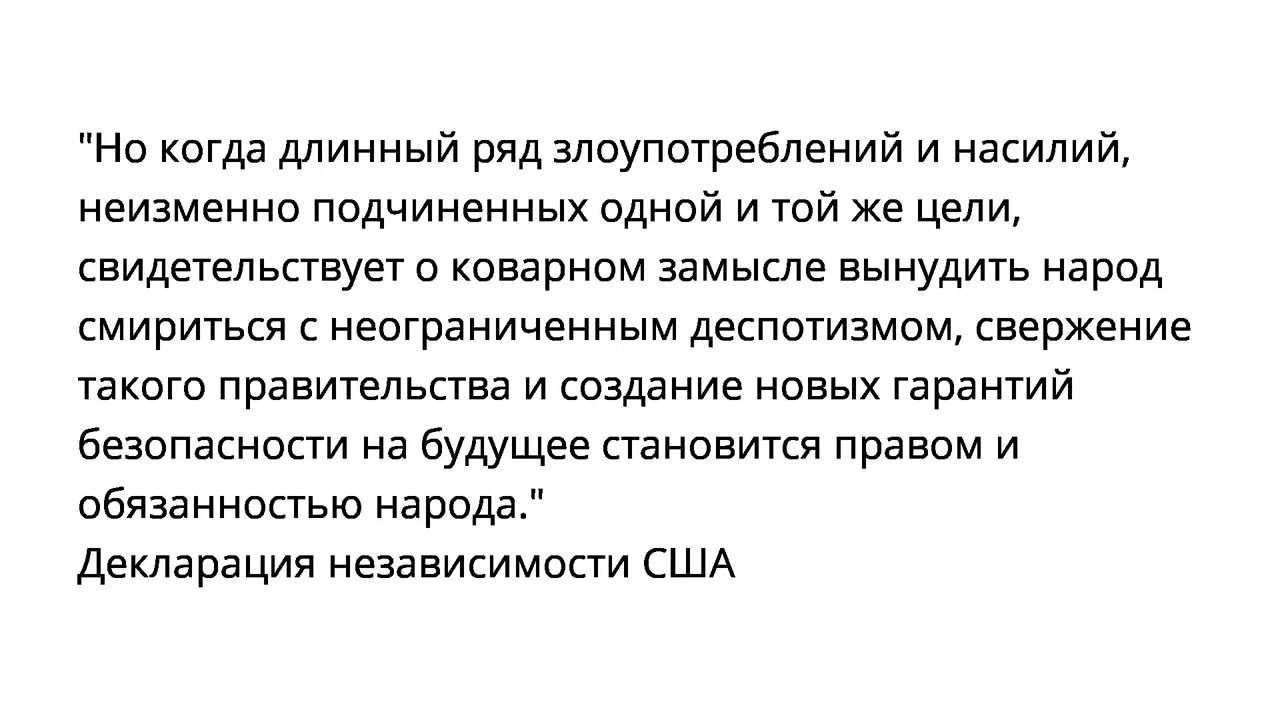 "Но когда длинный ряд злоупотреблений и насилий,
неизменно подчиненных одной и той же цели,
свидетельствует о коварном замысле вынудить народ
смириться с неограниченным деспотизмом, свержение
такого правительства и создание новых гарантий
безопасности на будущее становится правом и
обязанностью народа."
Декларация независимости США